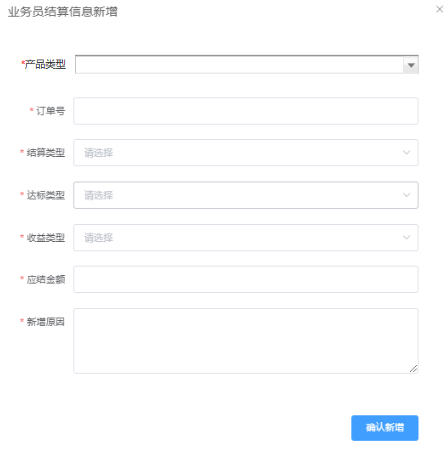 业务员结算信息新增
*产品类型
* 订单号
* 结算类型 请选择
* 达标类型 请选择
* 收益类型 请选择
* 应结金额
* 新增原因
确认新增